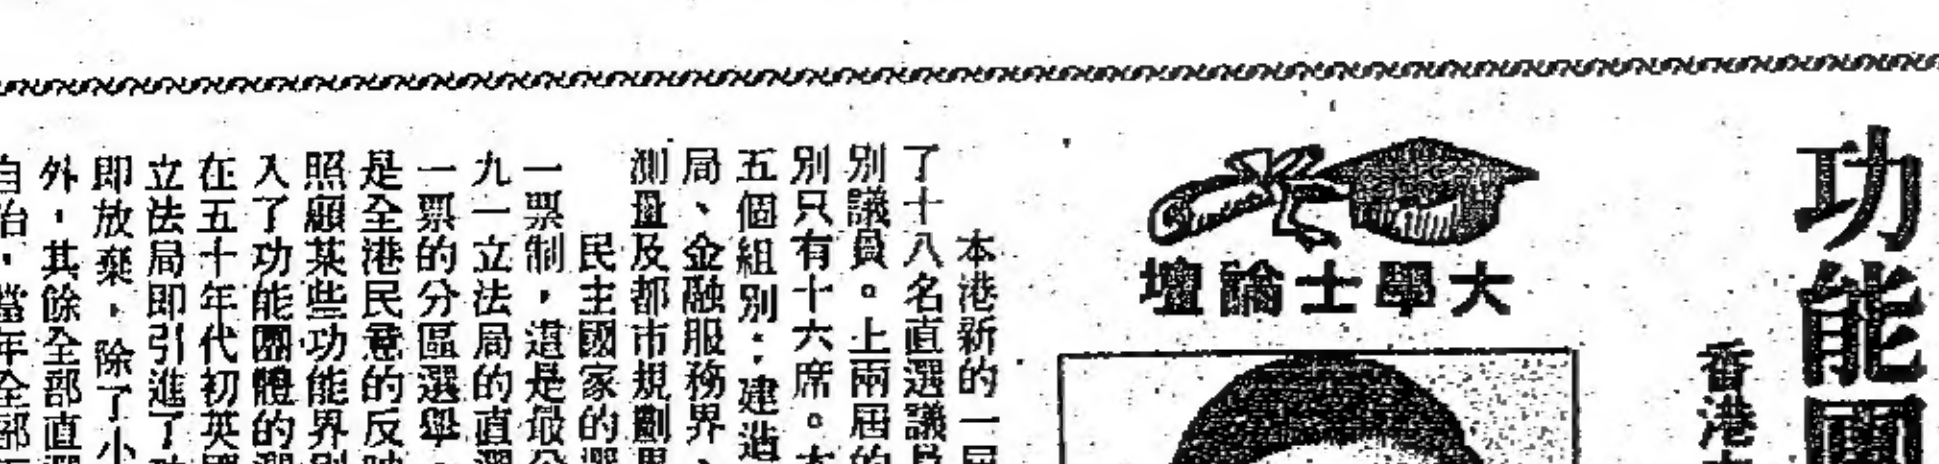 功能團
香港
大學士論壇
本港新的一屆
了十八名直選議員
別議員。上兩屆的
別只有十六席。本
五個組別：建造
局、金融服務界、
測量及都市規劃界
民主國家的選
一票制，還是最公
九一立法局的直選
一票的分區選舉，
是全港民意的反映
照顧某些功能界別
入了功能團體的選
在五十年代初英國
立法局即引進了功
即放棄，除了小
外，其餘全部直選
自治，當年全部